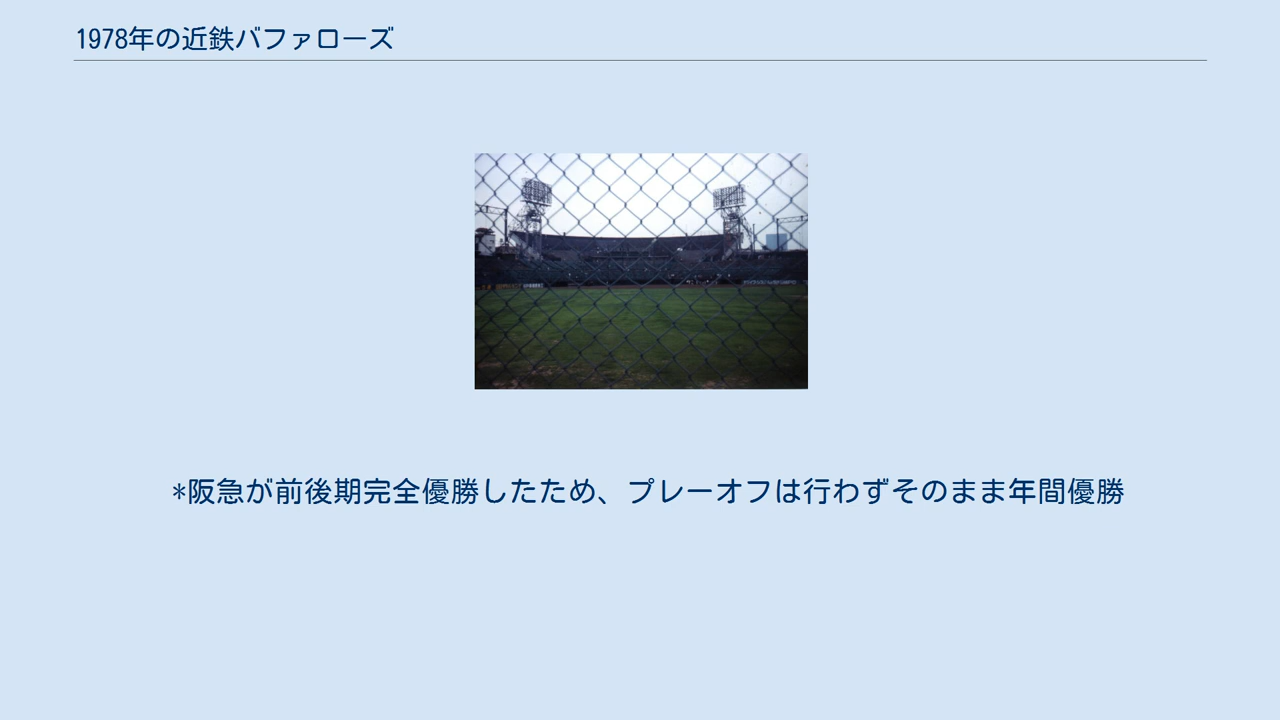 1978年の近鉄バファローズ
*阪急が前後期完全優勝したため、プレーオフは行わずそのまま年間優勝